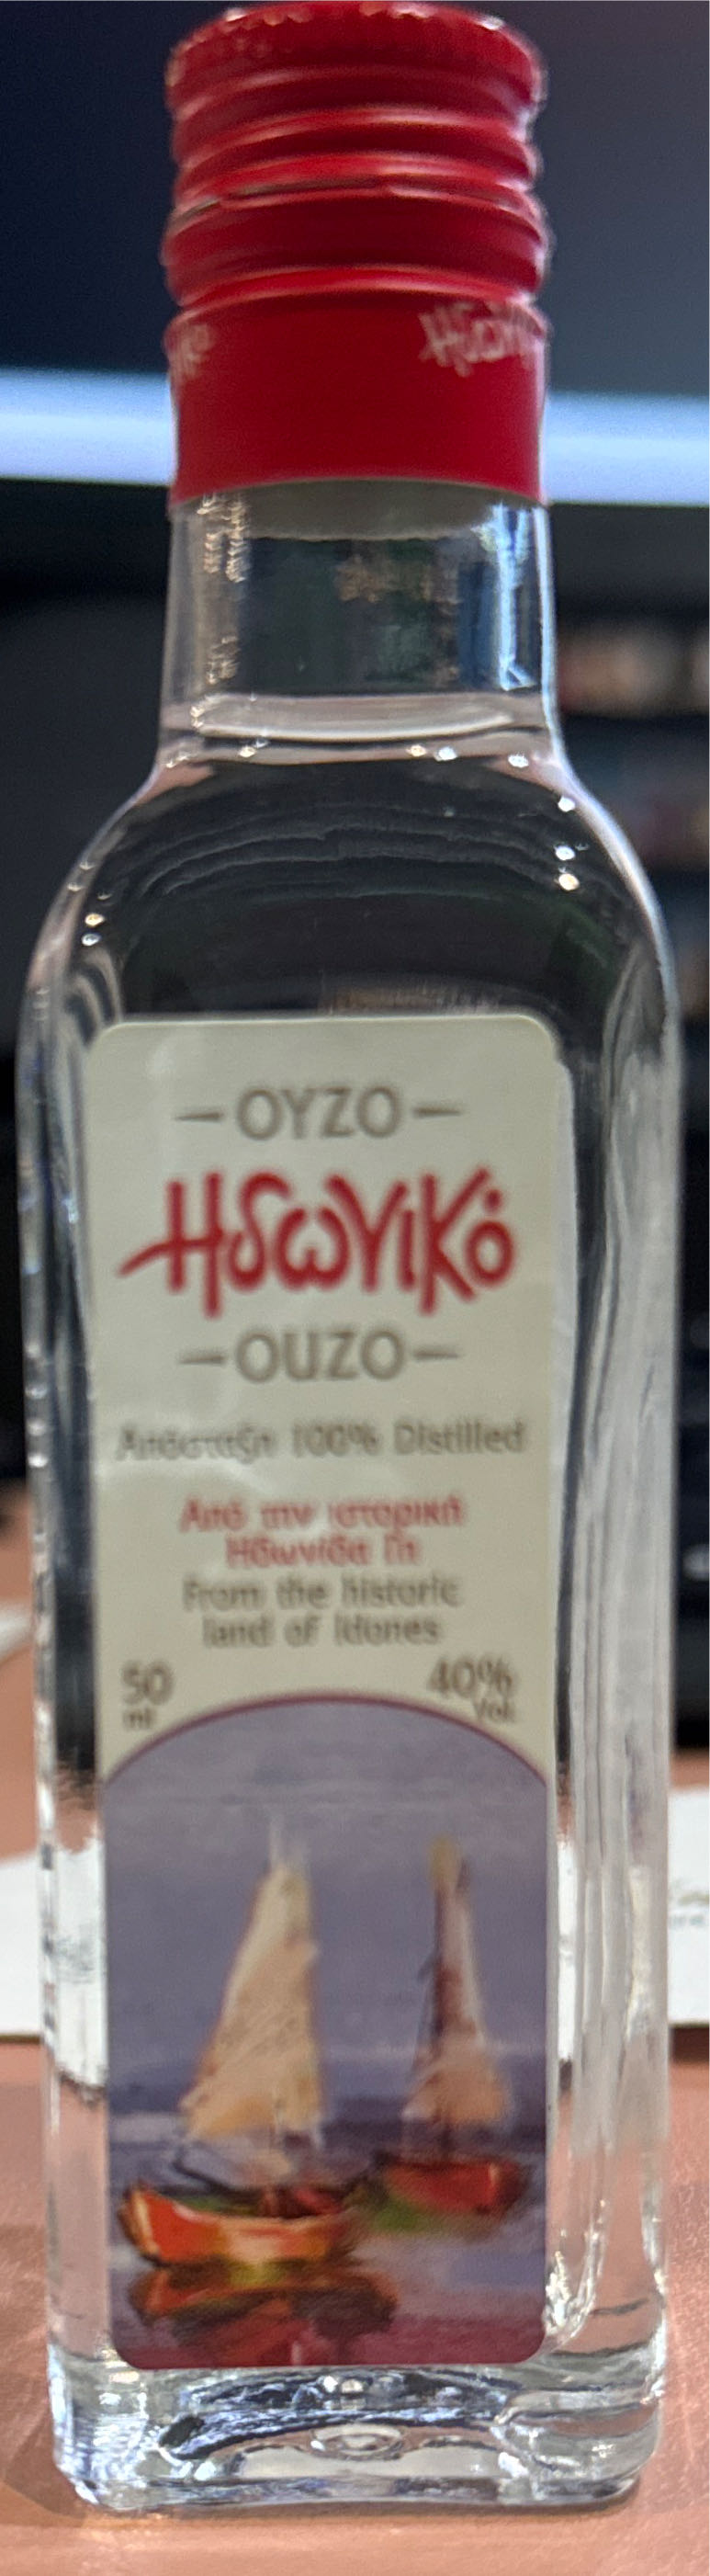 Ηδων
ΟΥΖΟ
Ηδωνικό
OUZO
Απόσταξη 100% Distilled
Από την ιστορική
Ηδωνίδα Γη
From the historic
land of Idones
50 40%
ml Vol.